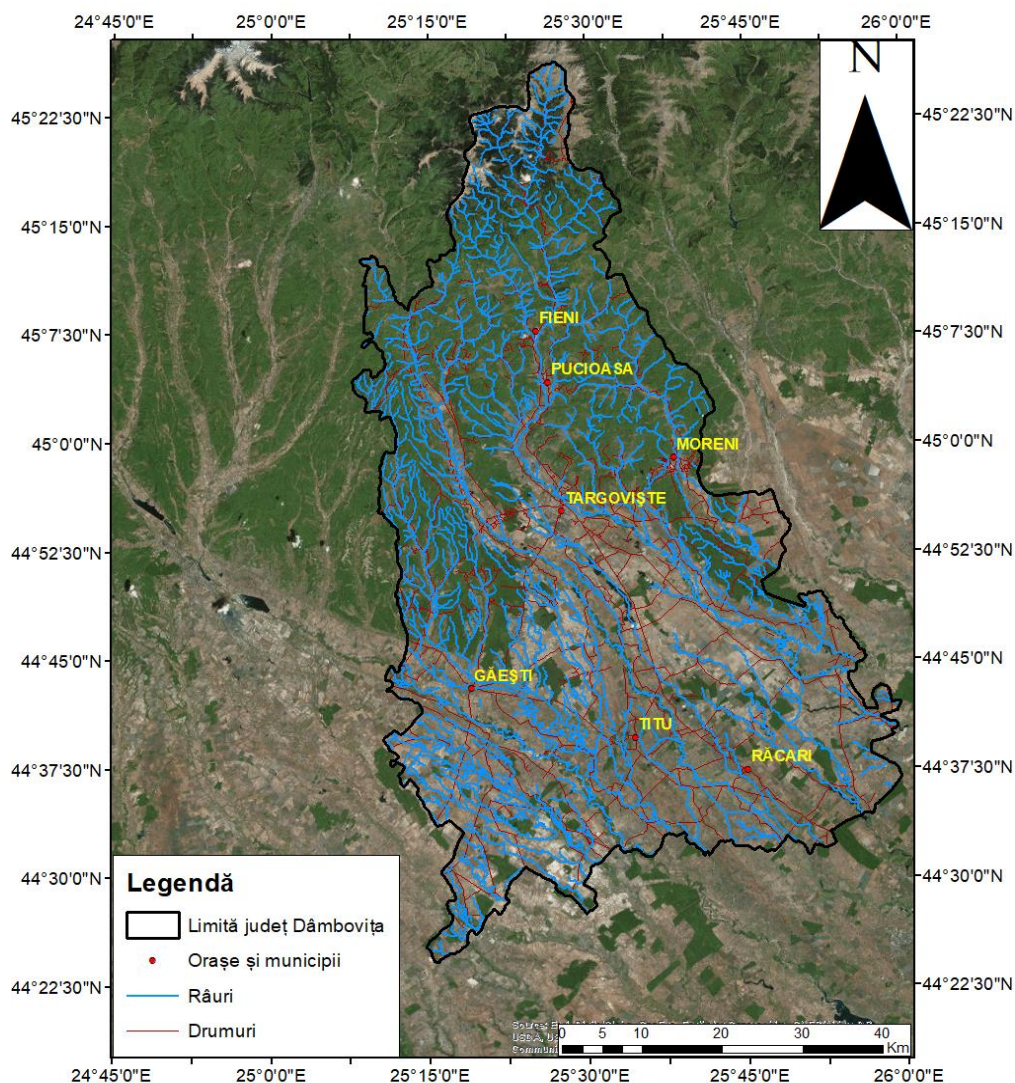 24°45'0"E 25°0'0"E 25°15'0"E 25°30'0"E 25°45'0"E 26°0'0"E
N
45°22'30"N 45°22'30"N
45°15'0"N 45°15'0"N
45°7'30"N FIENI 45°7'30"N
PUCIOASA
45°0'0"N MORENI 45°0'0"N
TARGOVIŞTE
44°52'30"N 44°52'30"N
44°45'0"N 44°45'0"N
GĂEŞTI
TITU
44°37'30"N RĂCARI 44°37'30"N
44°30'0"N 44°30'0"N
Legendă
Limită județ Dâmbovița
Orașe și municipii
Râuri
Drumuri
44°22'30"N 44°22'30"N
Source:
USDA,
0 5 10 20 30 40
Km
24°45'0"E 25°0'0"E 25°15'0"E 25°30'0"E 25°45'0"E 26°0'0"E